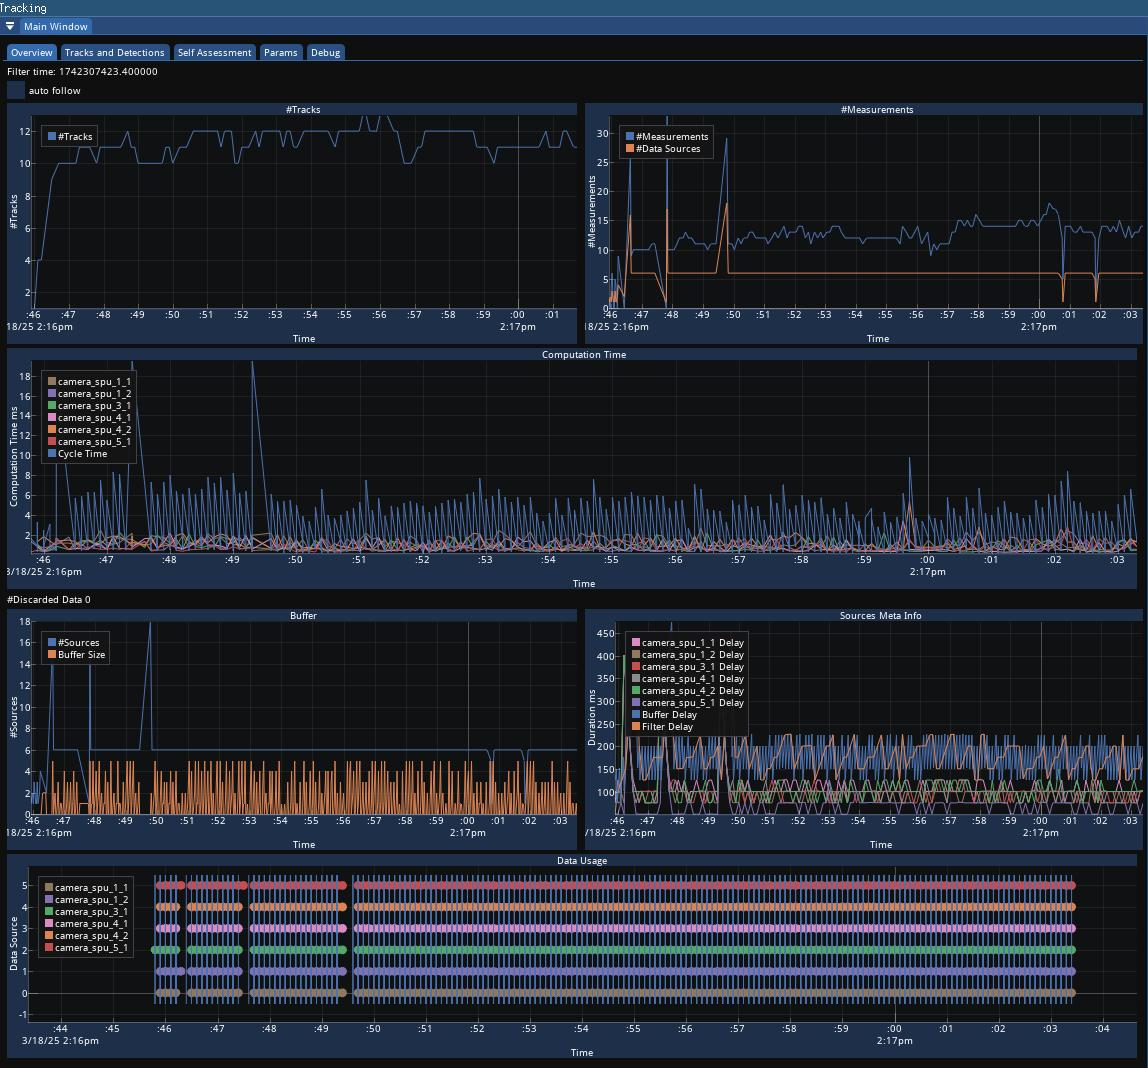 Tracking
Main Window
Overview Tracks and Detections Self Assessment Params Debug
Filter time: 1742307423.400000
auto follow
#Tracks
#Tracks
12
10
8
6
4
2
#Tracks
:46 :47 :48 :49 :50 :51 :52 :53 :54 :55 :56 :57 :58 :59 :00 :01
18/25 2:16pm 2:17pm
Time
#Measurements
#Measurements
#Data Sources
30
25
20
15
10
5
0
#Measurements
:46 :47 :48 :49 :50 :51 :52 :53 :54 :55 :56 :57 :58 :59 :00 :01 :02 :03
18/25 2:16pm 2:17pm
Time
Computation Time
camera_spu_1_1
camera_spu_1_2
camera_spu_3_1
camera_spu_4_1
camera_spu_4_2
camera_spu_5_1
Cycle Time
18
16
14
12
10
8
6
4
2
Computation Time ms
:46 :47 :48 :49 :50 :51 :52 :53 :54 :55 :56 :57 :58 :59 :00 :01 :02 :03
3/18/25 2:16pm 2:17pm
Time
#Discarded Data 0
Buffer
#Sources
Buffer Size
18
16
14
12
10
8
6
4
2
0
#Sources
:46 :47 :48 :49 :50 :51 :52 :53 :54 :55 :56 :57 :58 :59 :00 :01 :02 :03
18/25 2:16pm 2:17pm
Time
Sources Meta Info
camera_spu_1_1 Delay
camera_spu_1_2 Delay
camera_spu_3_1 Delay
camera_spu_4_1 Delay
camera_spu_4_2 Delay
camera_spu_5_1 Delay
Buffer Delay
Filter Delay
450
400
350
300
250
200
150
100
Duration ms
:46 :47 :48 :49 :50 :51 :52 :53 :54 :55 :56 :57 :58 :59 :00 :01 :02 :03
/18/25 2:16pm 2:17pm
Time
Data Usage
camera_spu_1_1
camera_spu_1_2
camera_spu_3_1
camera_spu_4_1
camera_spu_4_2
camera_spu_5_1
5
4
3
2
1
0
-1
Data Source
:44 :45 :46 :47 :48 :49 :50 :51 :52 :53 :54 :55 :56 :57 :58 :59 :00 :01 :02 :03 :04
3/18/25 2:16pm 2:17pm
Time